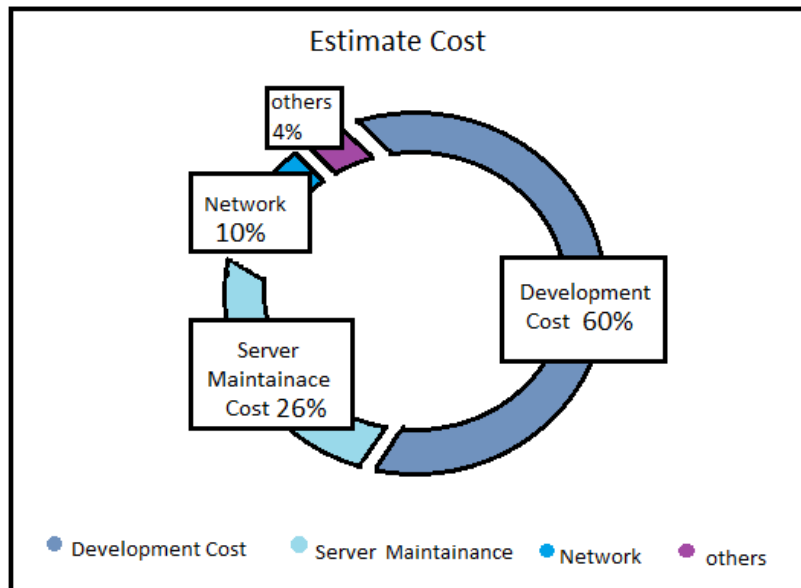 Estimate Cost
others
4%
Network
10%
Development
Cost 60%
Server
Maintainace
Cost 26%
Development Cost
Server Maintainance
Network
others